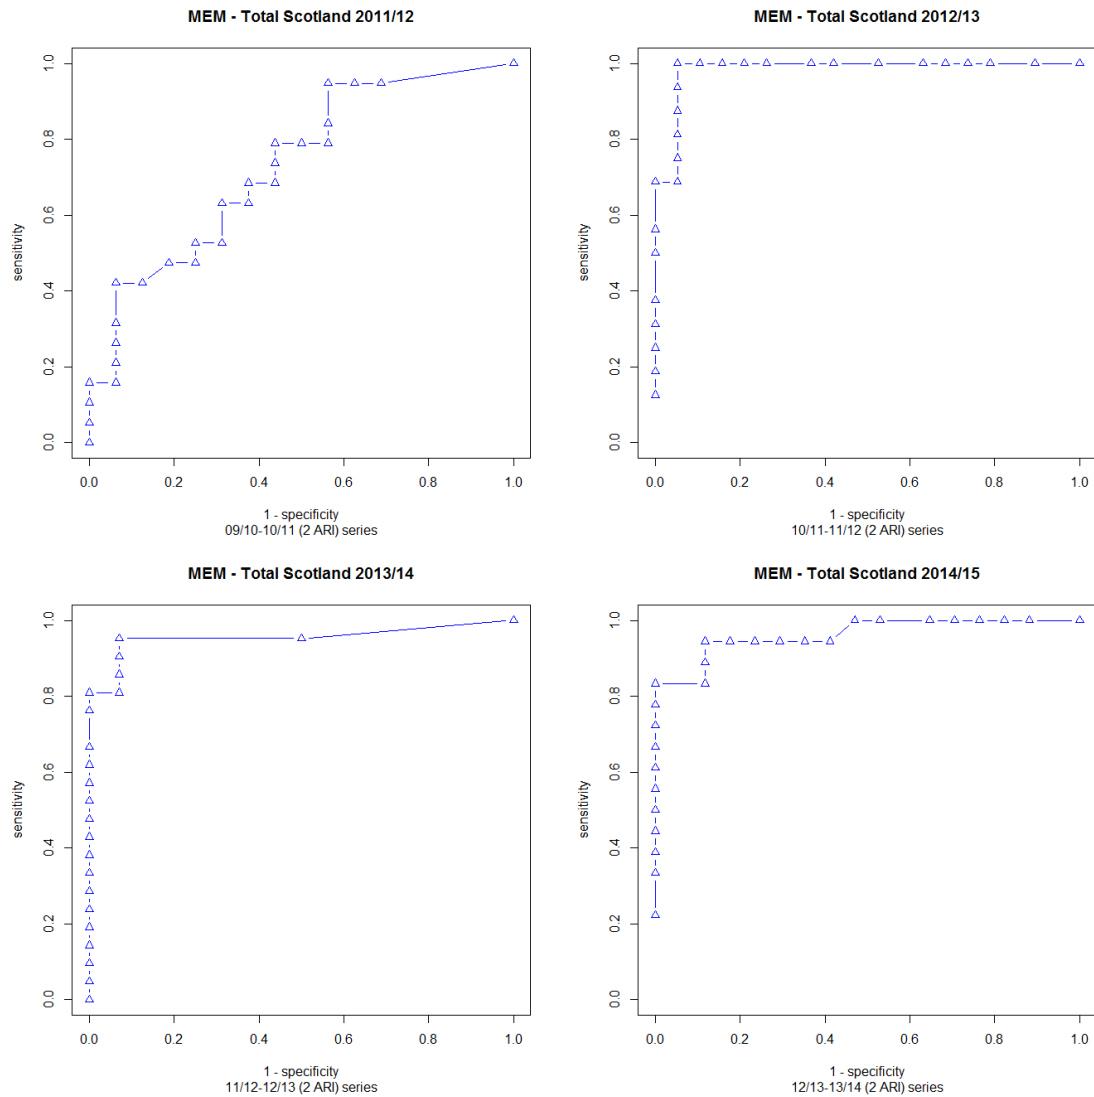 MEM - Total Scotland 2011/12
sensitivity
1.0
0.8
0.6
0.4
0.2
0.0
0.0 0.2 0.4 0.6 0.8 1.0
1 - specificity
09/10-10/11 (2 ARI) series
MEM - Total Scotland 2012/13
sensitivity
1.0
0.8
0.6
0.4
0.2
0.0
0.0 0.2 0.4 0.6 0.8 1.0
1 - specificity
10/11-11/12 (2 ARI) series
MEM - Total Scotland 2013/14
sensitivity
1.0
0.8
0.6
0.4
0.2
0.0
0.0 0.2 0.4 0.6 0.8 1.0
1 - specificity
11/12-12/13 (2 ARI) series
MEM - Total Scotland 2014/15
sensitivity
1.0
0.8
0.6
0.4
0.2
0.0
0.0 0.2 0.4 0.6 0.8 1.0
1 - specificity
12/13-13/14 (2 ARI) series